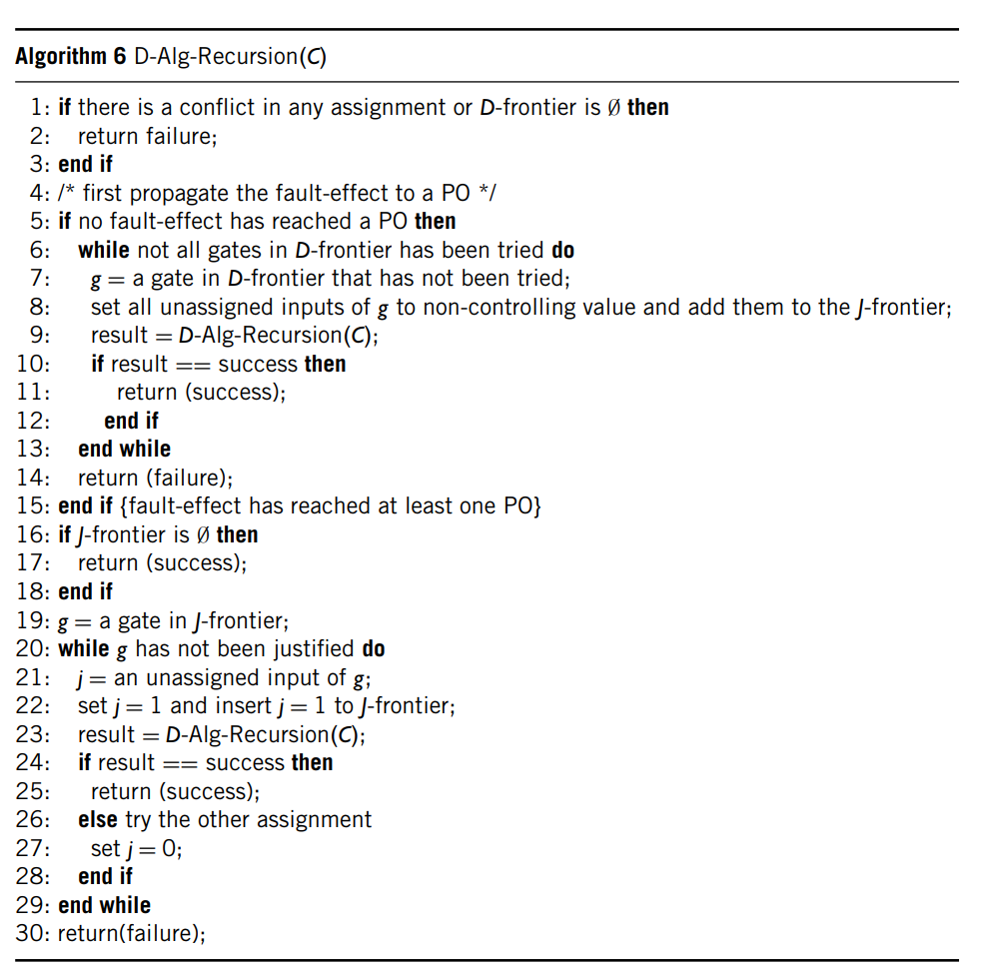 Algorithm 6 D-Alg-Recursion(C)
1: if there is a conflict in any assignment or D-frontier is ∅ then
2: return failure;
3: end if
4: /* first propagate the fault-effect to a PO */
5: if no fault-effect has reached a PO then
6: while not all gates in D-frontier has been tried do
7: g = a gate in D-frontier that has not been tried;
8: set all unassigned inputs of g to non-controlling value and add them to the J-frontier;
9: result = D-Alg-Recursion(C);
10: if result == success then
11: return (success);
12: end if
13: end while
14: return (failure);
15: end if {fault-effect has reached at least one PO}
16: if J-frontier is ∅ then
17: return (success);
18: end if
19: g = a gate in J-frontier;
20: while g has not been justified do
21: j = an unassigned input of g;
22: set j = 1 and insert j = 1 to J-frontier;
23: result = D-Alg-Recursion(C);
24: if result == success then
25: return (success);
26: else try the other assignment
27: set j = 0;
28: end if
29: end while
30: return(failure);